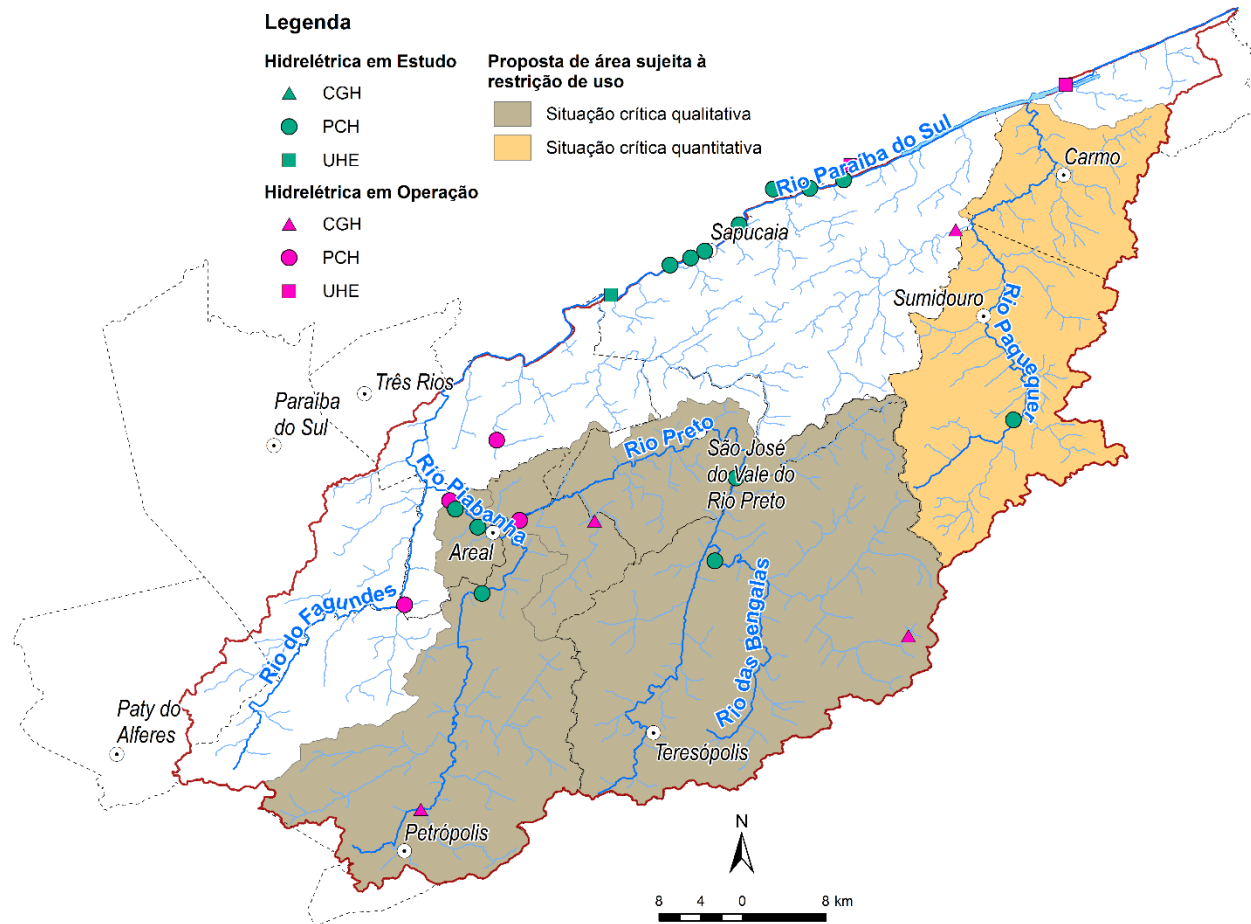 Legenda
Hidrelétrica em Estudo
CGH
PCH
UHE
Hidrelétrica em Operação
CGH
PCH
UHE
Proposta de área sujeita à
restrição de uso
Situação crítica qualitativa
Situação crítica quantitativa
Rio Paraíba do Sul
Carmo
Sapucaia
Sumidouro
Rio Paquequer
Três Rios
Paraíba
do Sul
Rio Preto
São José
do Vale do
Rio Preto
Rio Piabanha
Areal
Rio do Fagundes
Rio das Bengalas
Paty do
Alferes
Teresópolis
Petrópolis
N
8 4 0 8 km